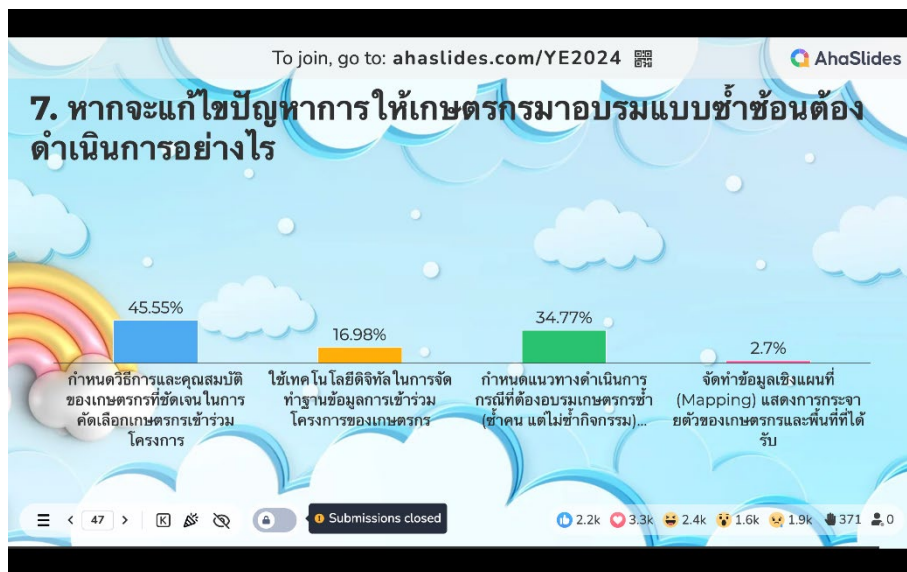 To join, go to: ahaslides.com/YE2024
AhaSlides
7. หากจะแก้ไขปัญหาการให้เกษตรกรมาอบรมแบบซ้ำซ้อนต้อง
ดำเนินการอย่างไร
45.55%
16.98%
34.77%
2.7%
กำหนดวิธีการและคุณสมบัติ
ของเกษตรกรที่ชัดเจนในการ
คัดเลือกเกษตรกรเข้าร่วม
โครงการ
ใช้เทคโนโลยีดิจิทัลในการจัด
ทำฐานข้อมูลการเข้าร่วม
โครงการของเกษตรกร
กำหนดแนวทางดำเนินการ
กรณีที่ต้องอบรมเกษตรกรซ้ำ
(ซ้ำคน แต่ไม่ซ้ำกิจกรรม)...
จัดทำข้อมูลเชิงแผนที่
(Mapping) แสดงการกระจา
ยตัวของเกษตรกรและพื้นที่ที่ได้
รับ
47
K
Submissions closed
2.2k
3.3k
2.4k
1.6k
1.9k
371
0